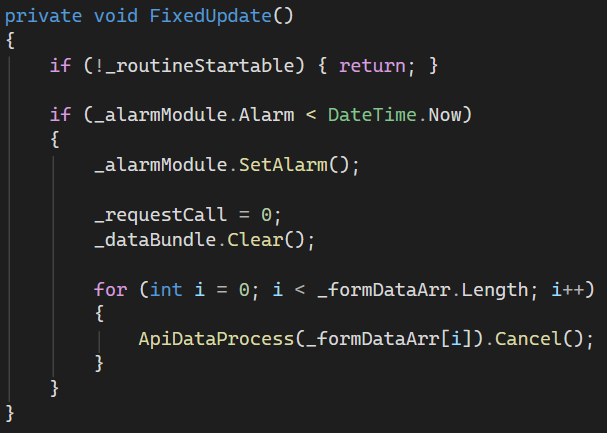 private void FixedUpdate()
{
if (!_routineStartable) { return; }
if (_alarmModule.Alarm < DateTime.Now)
{
_alarmModule.SetAlarm();
_requestCall = 0;
_dataBundle.Clear();
for (int i = 0; i < _formDataArr.Length; i++)
{
ApiDataProcess(_formDataArr[i]).Cancel();
}
}
}